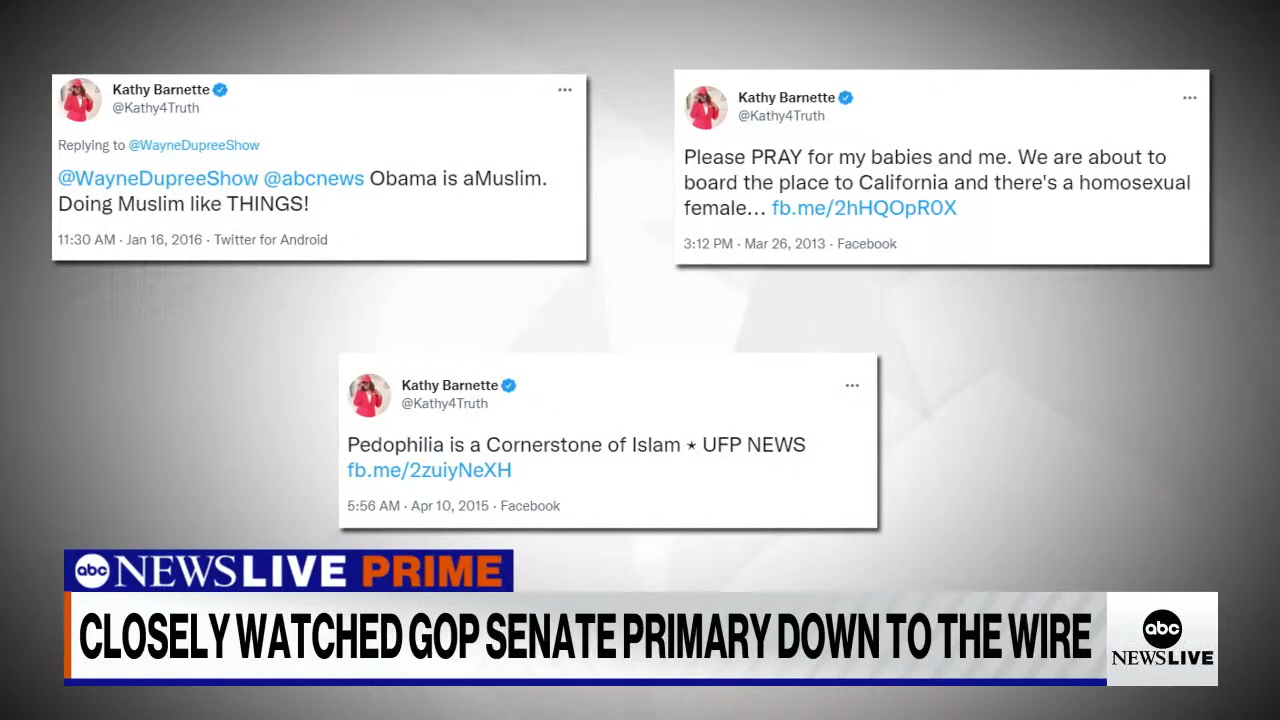 Kathy Barnette
@Kathy4Truth
Replying to @WayneDupreeShow
@WayneDupreeShow @abcnews Obama is aMuslim.
Doing Muslim like THINGS!
11:30 AM · Jan 16, 2016 · Twitter for Android
Kathy Barnette
@Kathy4Truth
Please PRAY for my babies and me. We are about to
board the place to California and there's a homosexual
female... fb.me/2hHQOpR0X
3:12 PM · Mar 26, 2013 · Facebook
Kathy Barnette
@Kathy4Truth
Pedophilia is a Cornerstone of Islam ⋆ UFP NEWS
fb.me/2zuiyNeXH
5:56 AM · Apr 10, 2015 · Facebook
abc NEWS LIVE PRIME
CLOSELY WATCHED GOP SENATE PRIMARY DOWN TO THE WIRE
abc
NEWS LIVE